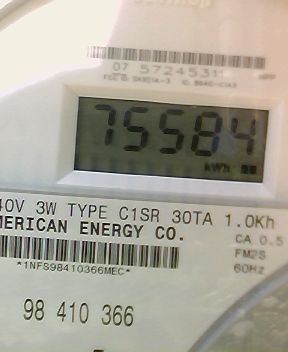 07 5724531
75584
kWh
40V 3W TYPE C1SR 30TA 1.0Kh
MERICAN ENERGY CO.
CA 0.5
FM2S
60Hz
*1NFS98410366MEC*
98 410 366